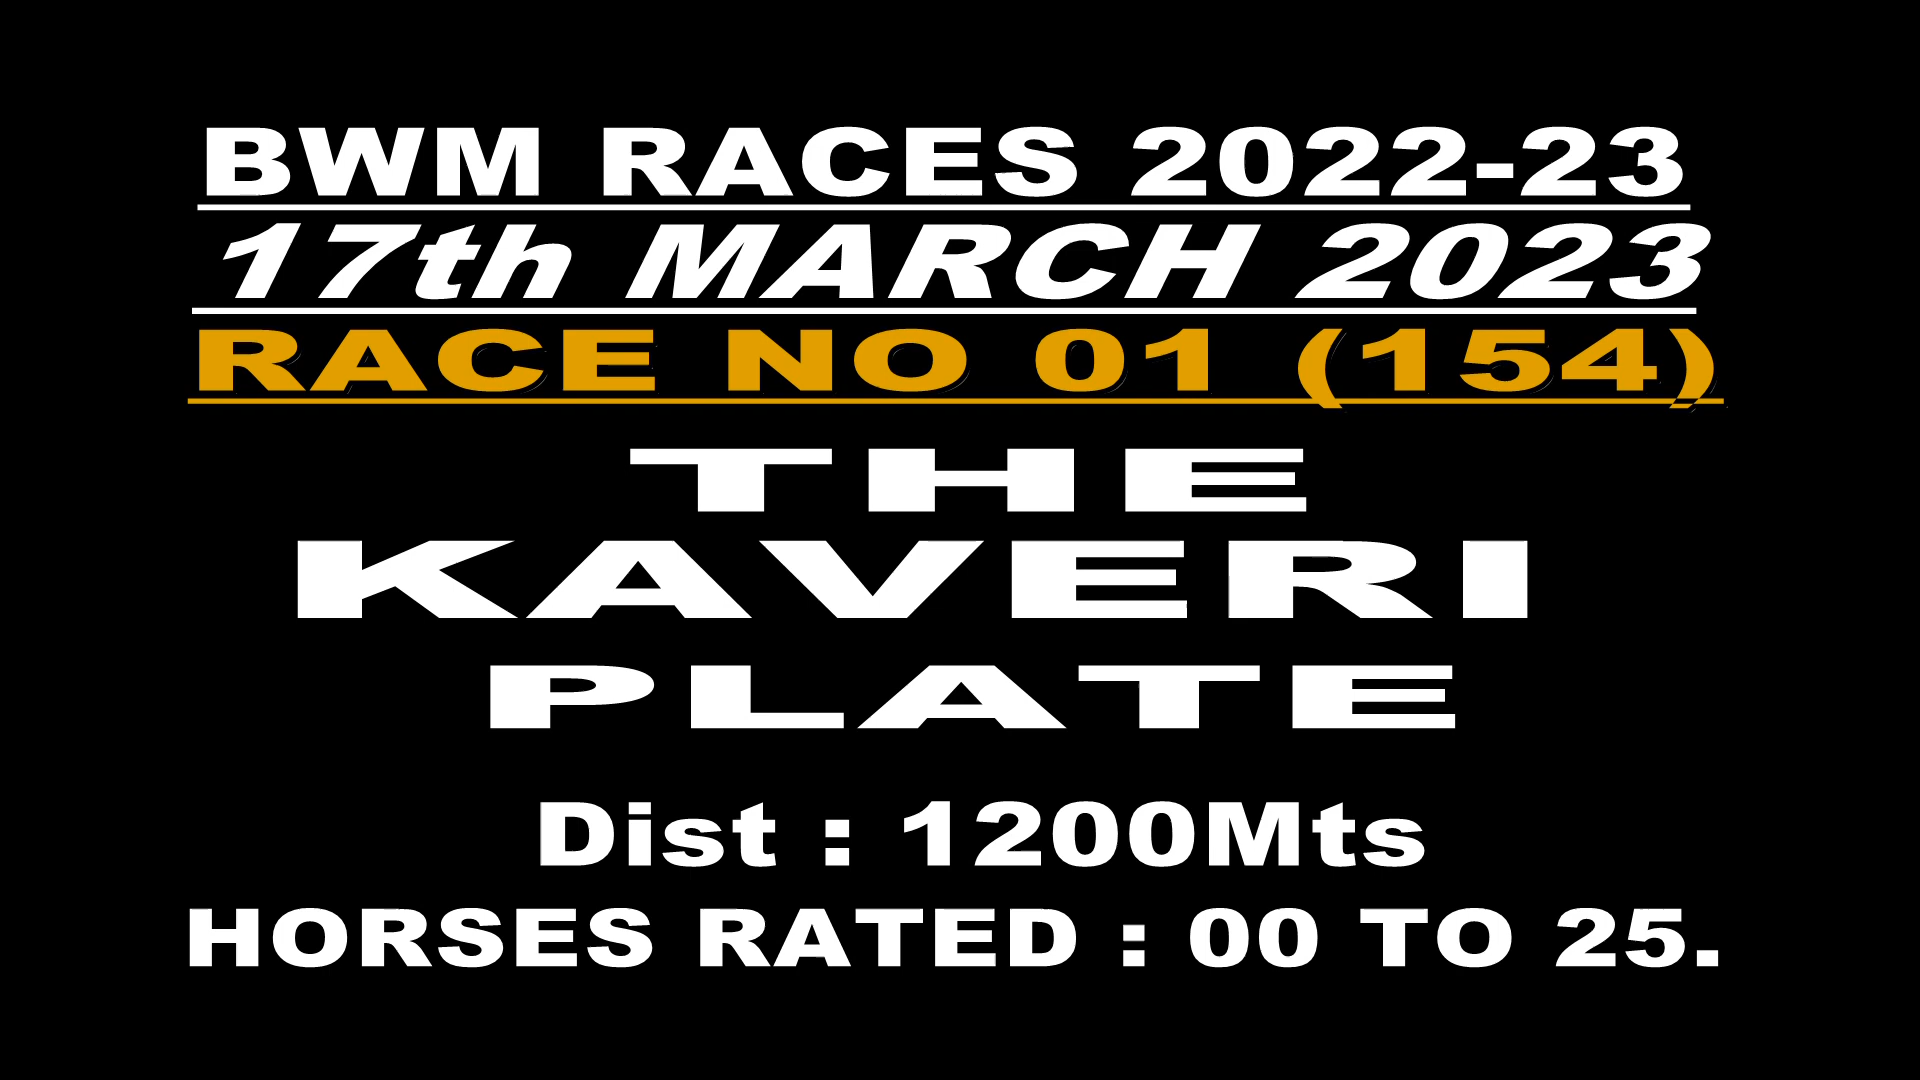 BWM RACES 2022-23
17th MARCH 2023
RACE NO 01 (154)
THE
KAVERI
PLATE
Dist : 1200Mts
HORSES RATED : 00 TO 25.